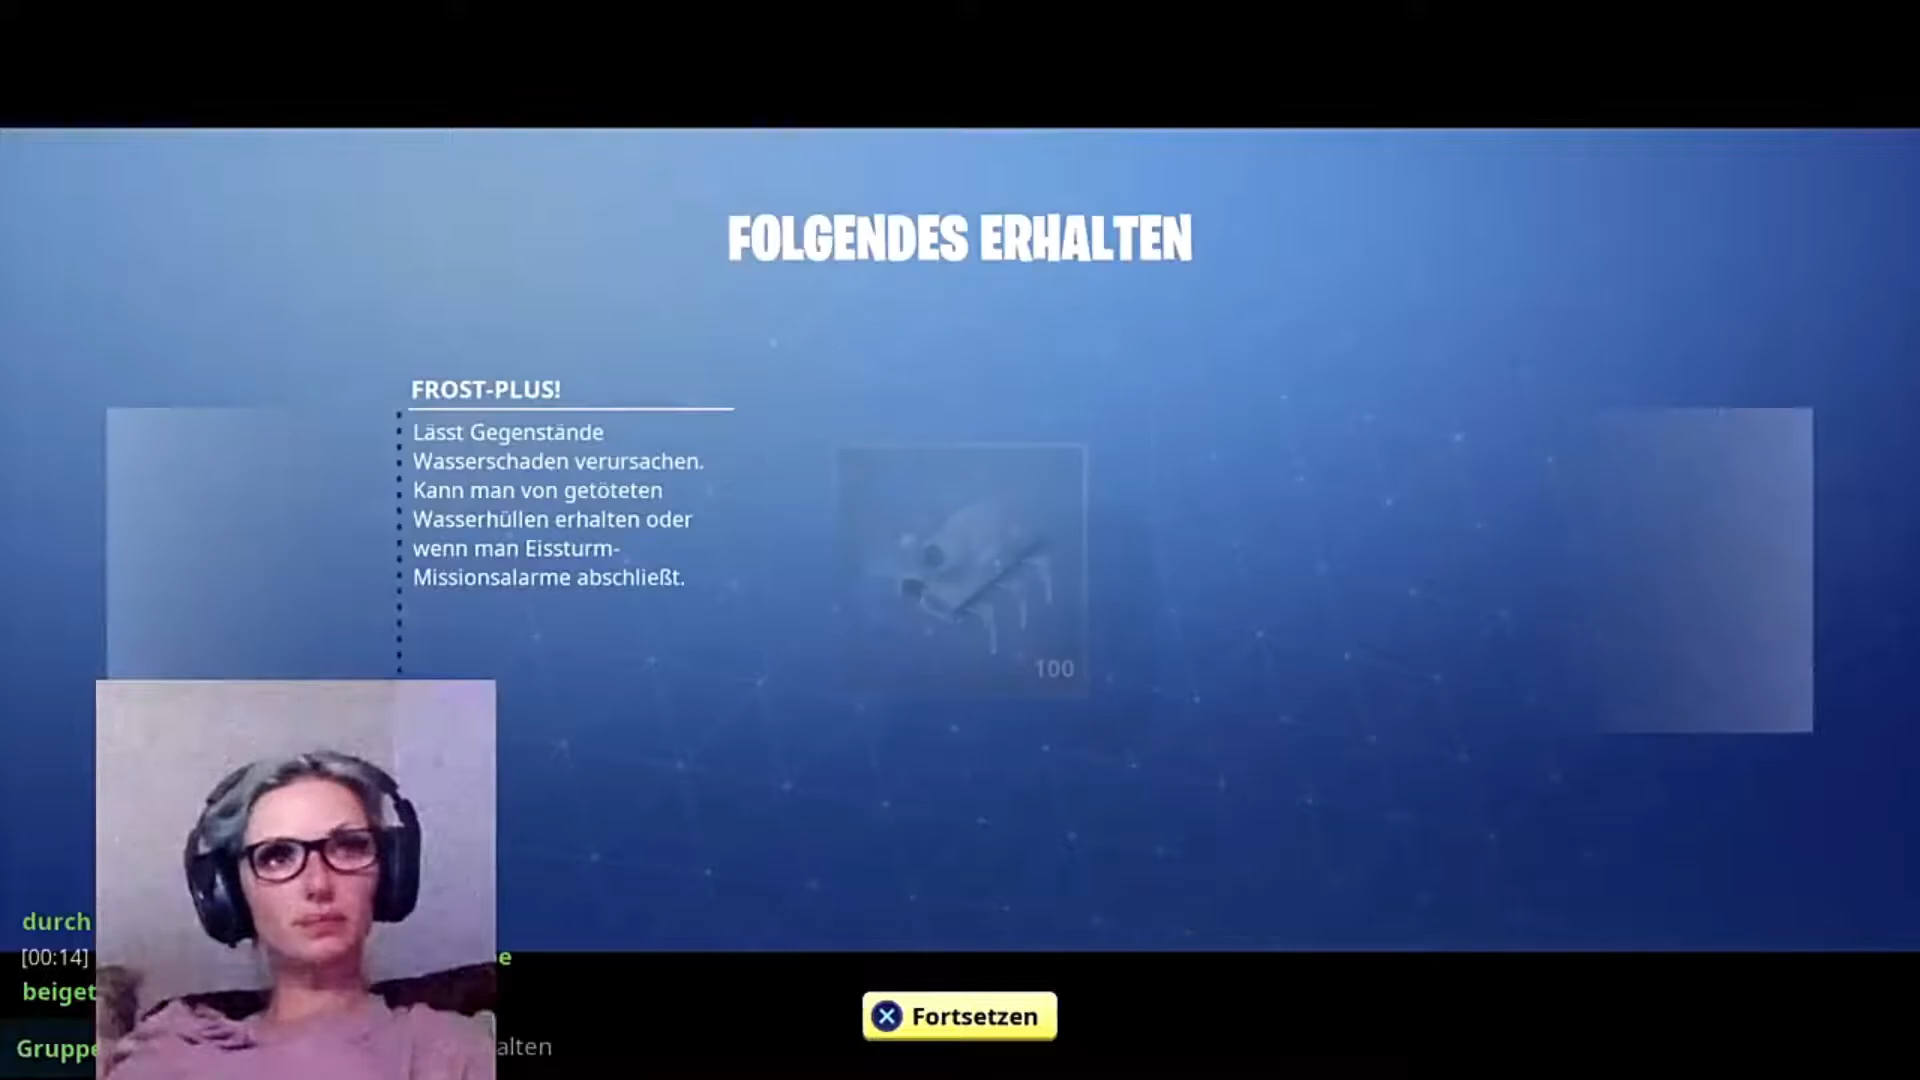 FOLGENDES ERHALTEN
FROST-PLUS!
Lässt Gegenstände
Wasserschaden verursachen.
Kann man von getöteten
Wasserhüllen erhalten oder
wenn man Eissturm-
Missionsalarme abschließt.
100
durch
[00:14] e
beiget
Gruppe alten
Fortsetzen